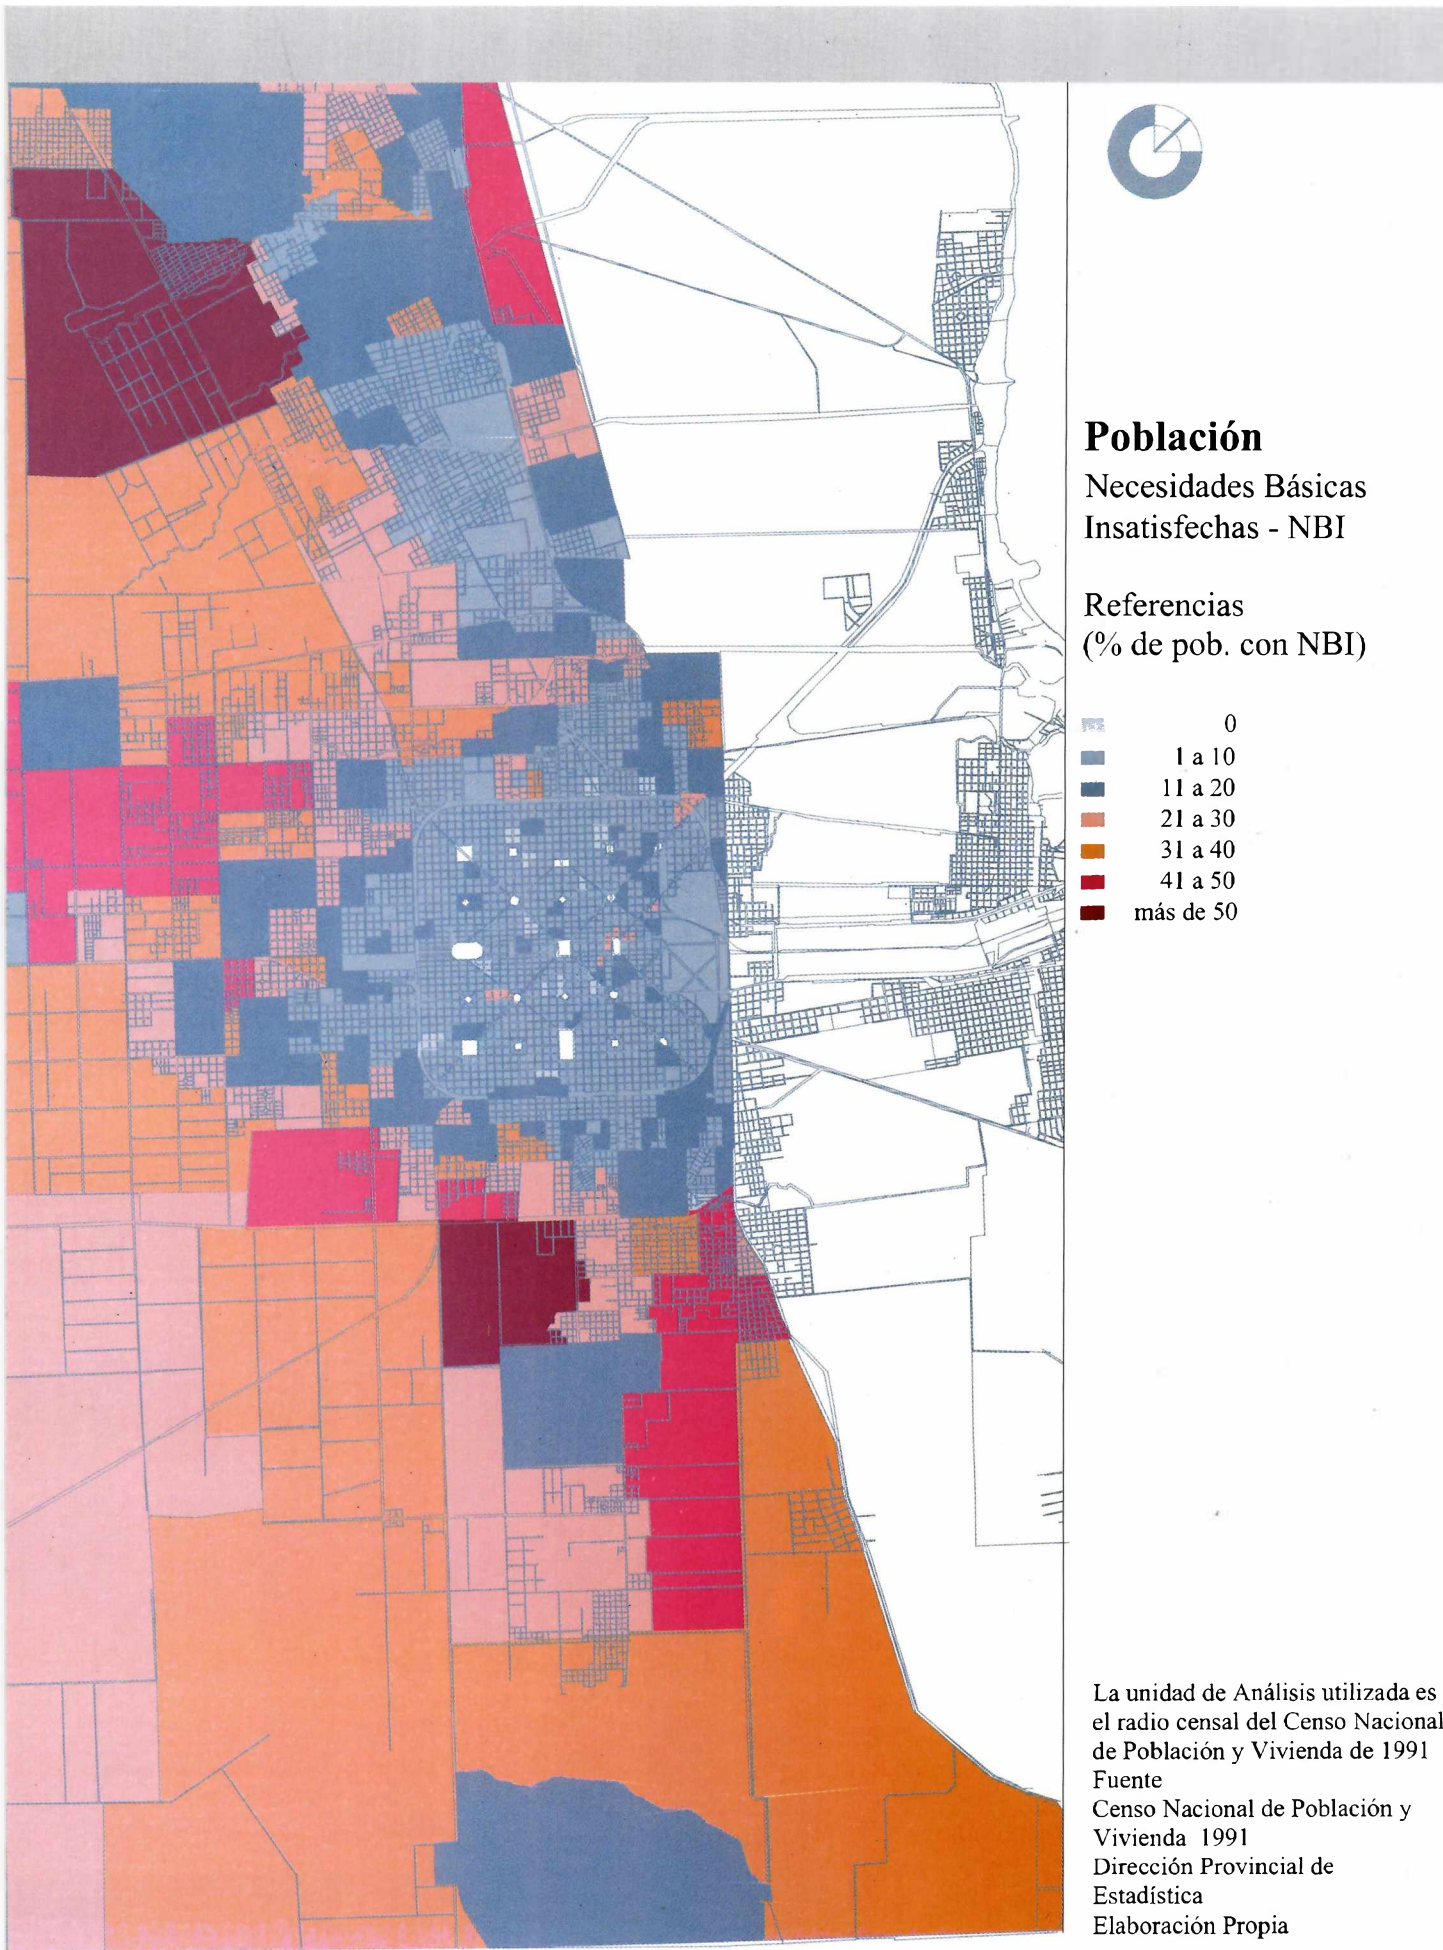 Población
Necesidades Básicas
Insatisfechas - NBI
Referencias
(% de pob. con NBI)
0
1 a 10
11 a 20
21 a 30
31 a 40
41 a 50
más de 50
La unidad de Análisis utilizada es
el radio censal del Censo Nacional
de Población y Vivienda de 1991
Fuente
Censo Nacional de Población y
Vivienda 1991
Dirección Provincial de
Estadística
Elaboración Propia